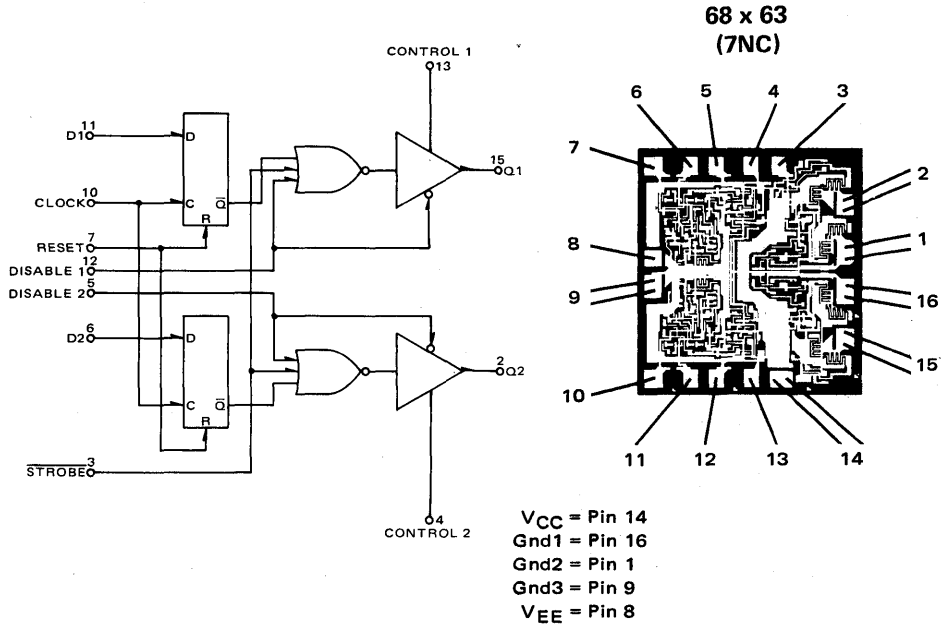 68 x 63
(7NC)
CONTROL 1
13
11
D1
D
10
CLOCK
C
Q̅
R
15
Q1
7
RESET
12
DISABLE 1
DISABLE 2
5
6
D2
D
C
Q̅
R
2
Q2
3
S̅T̅R̅O̅B̅E̅
4
CONTROL 2
6
5
4
3
7
2
8
1
9
16
15
10
11
12
13
14
VCC = Pin 14
Gnd1 = Pin 16
Gnd2 = Pin 1
Gnd3 = Pin 9
VEE = Pin 8